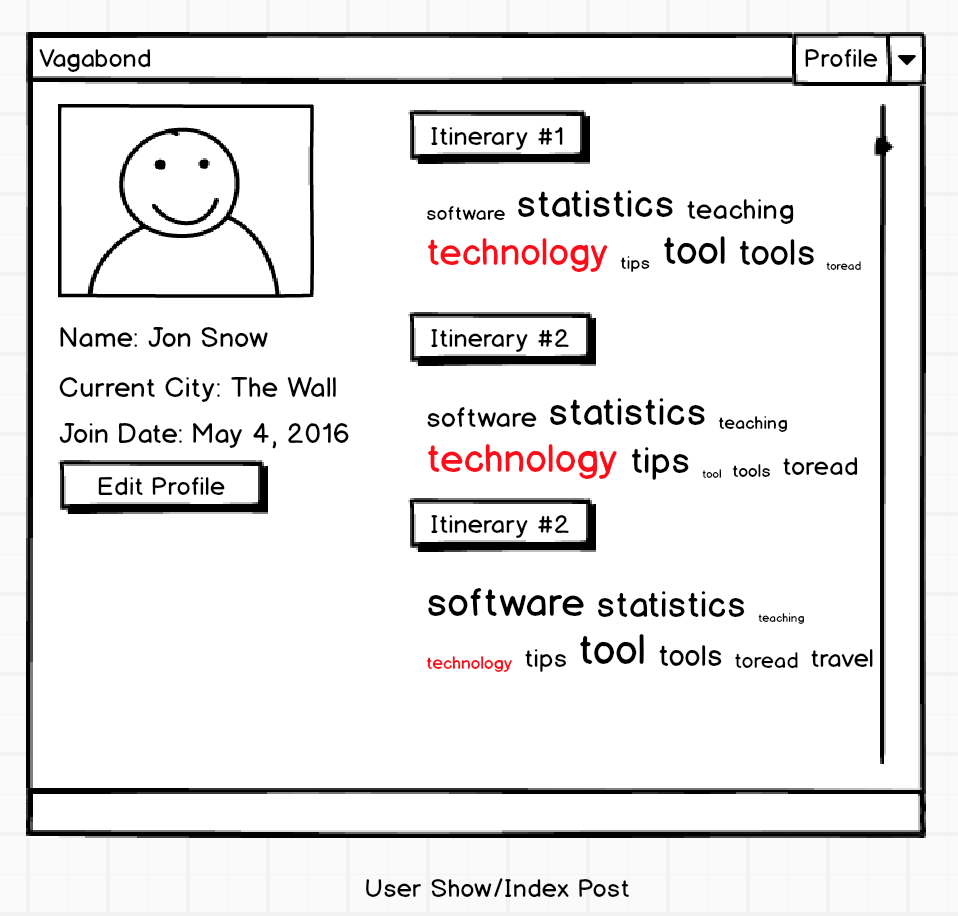 Vagabond
Profile
Name: Jon Snow
Current City: The Wall
Join Date: May 4, 2016
Edit Profile
Itinerary #1
software statistics teaching
technology tips tool tools toread
Itinerary #2
software statistics teaching
technology tips tool tools toread
Itinerary #2
software statistics teaching
technology tips tool tools toread travel
User Show/Index Post